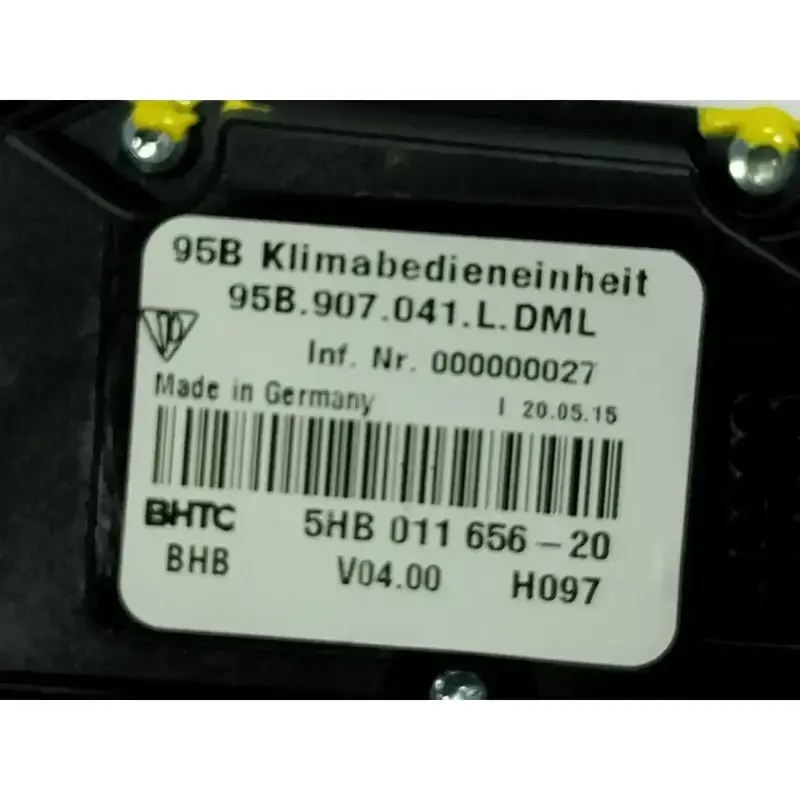 95B Klimabedieneinheit
95B.907.041.L.DML
Inf. Nr. 000000027
Made in Germany I 20.05.15
BHTC 5HB 011 656-20
BHB V04.00 H097